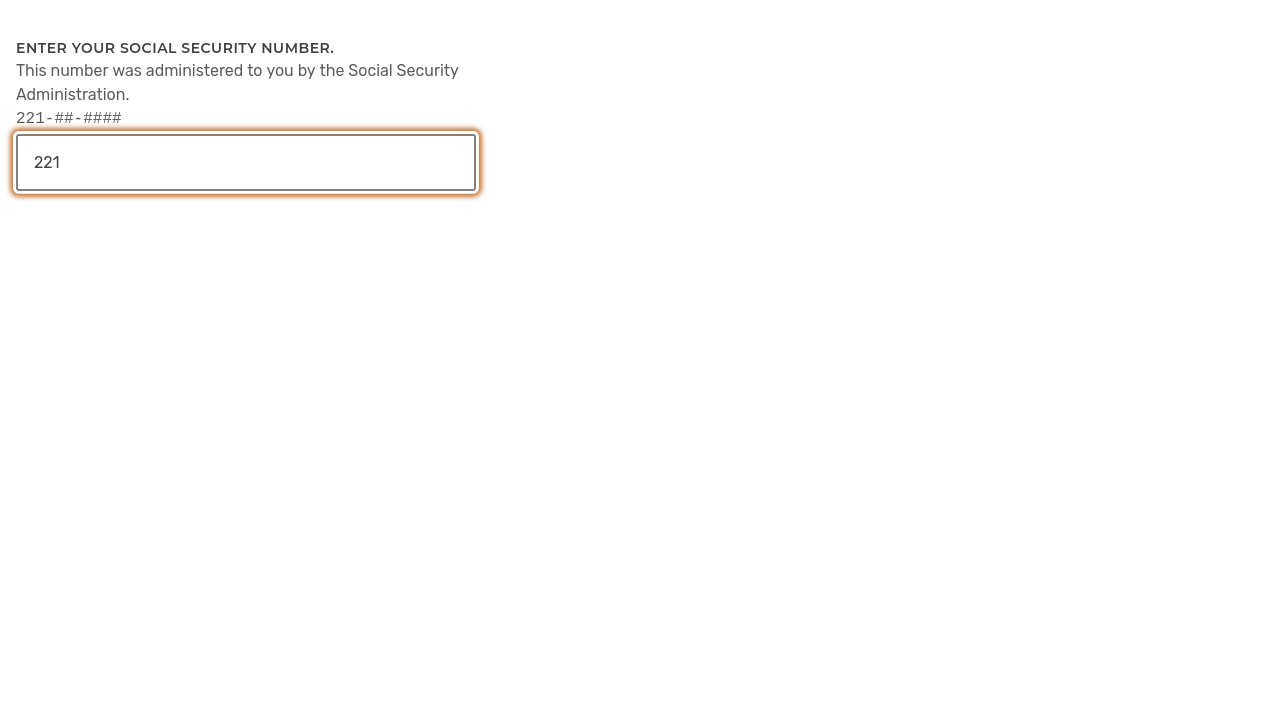 ENTER YOUR SOCIAL SECURITY NUMBER.
This number was administered to you by the Social Security
Administration.
221-##-####
221